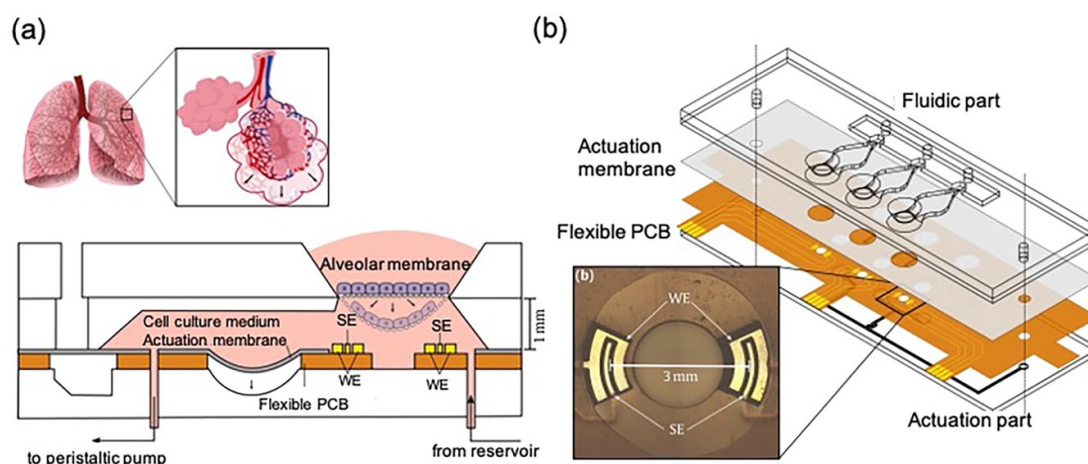 (a)
Alveolar membrane
SE
SE
Cell culture medium
Actuation membrane
WE
WE
Flexible PCB
1 mm
to peristaltic pump
from reservoir
(b)
Fluidic part
Actuation
membrane
Flexible PCB
(b)
WE
3 mm
SE
Actuation part